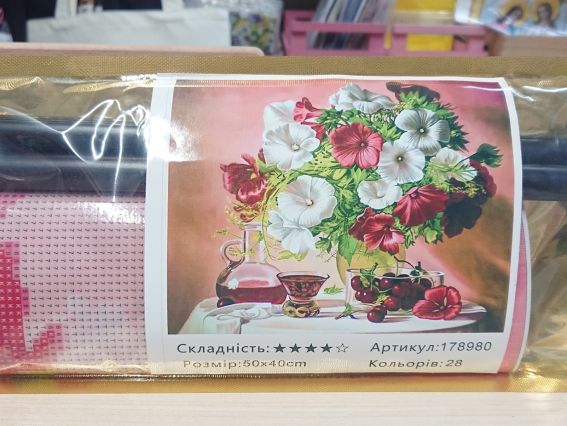 Складність:★★★★☆ Артикул:178980
Розмір:50x40cm Кольорів: 28